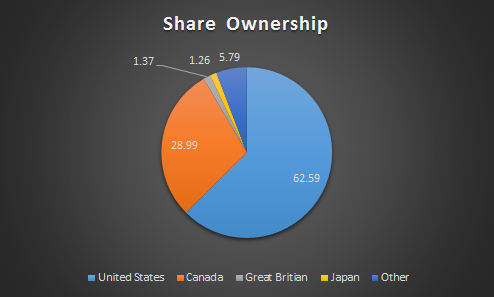 Share Ownership
1.37
1.26
5.79
28.99
62.59
United States
Canada
Great Britian
Japan
Other